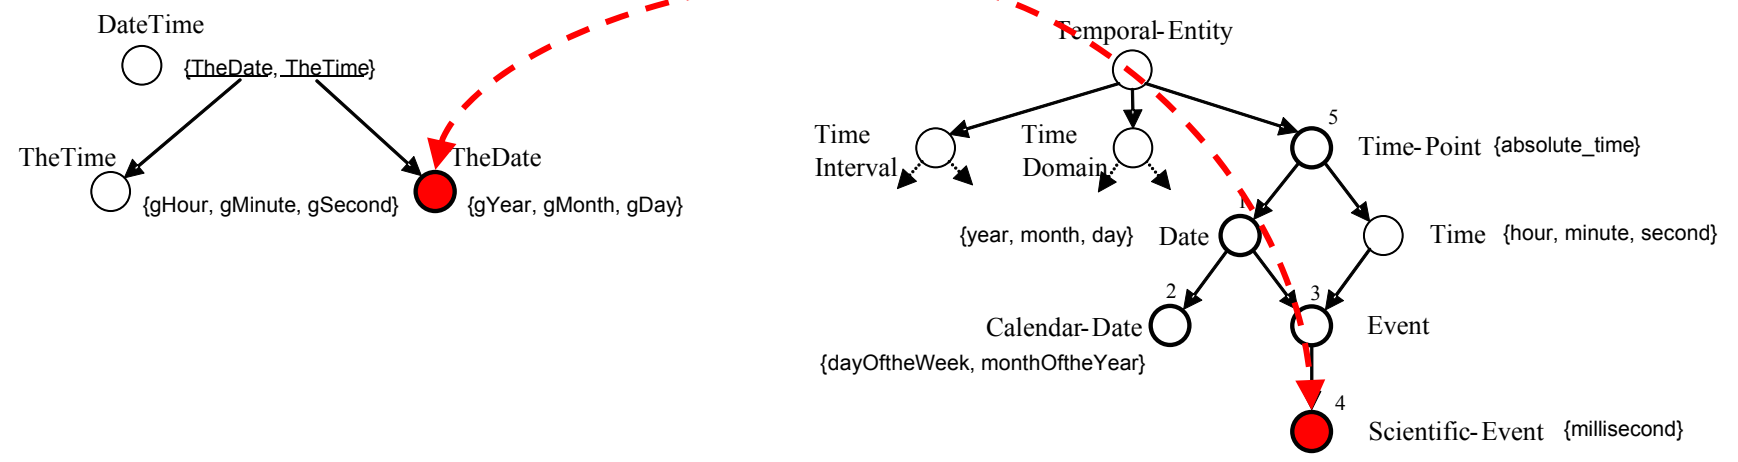 DateTime
{TheDate, TheTime}
TheTime
{gHour, gMinute, gSecond}
TheDate
{gYear, gMonth, gDay}
Temporal-Entity
Time
Interval
Time
Domain
5
Time-Point {absolute_time}
1
{year, month, day} Date
Time {hour, minute, second}
2
Calendar-Date
{dayOftheWeek, monthOftheYear}
3
Event
4
Scientific-Event {millisecond}